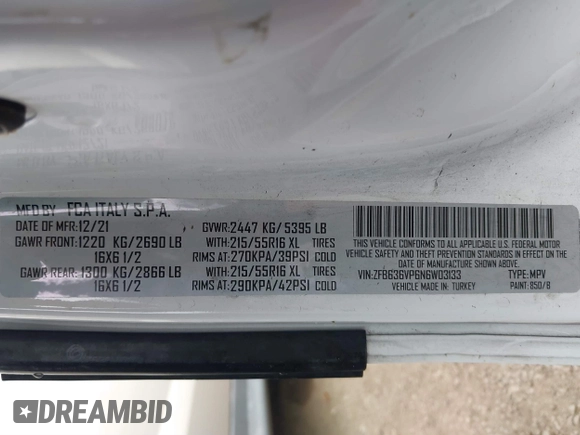 MFD BY FCA ITALY S.P.A.
DATE OF MFR:12/21 GVWR:2447 KG/5395 LB
GAWR FRONT:1220 KG/2690 LB WITH:215/55R16 XL TIRES
16X6 1/2 RIMS AT:270KPA/39PSI COLD
GAWR REAR:1300 KG/2866 LB WITH:215/55R16 XL TIRES
16X6 1/2 RIMS AT:290KPA/42PSI COLD
THIS VEHICLE CONFORMS TO ALL APPLICABLE U.S. FEDERAL MOTOR
VEHICLE SAFETY AND THEFT PREVENTION STANDARDS IN EFFECT
ON THE DATE OF MANUFACTURE SHOWN ABOVE.
VIN:ZFB63GVP6N6W03133 TYPE:MPV
VEHICLE MADE IN: TURKEY PAINT:850/B
DREAMBID